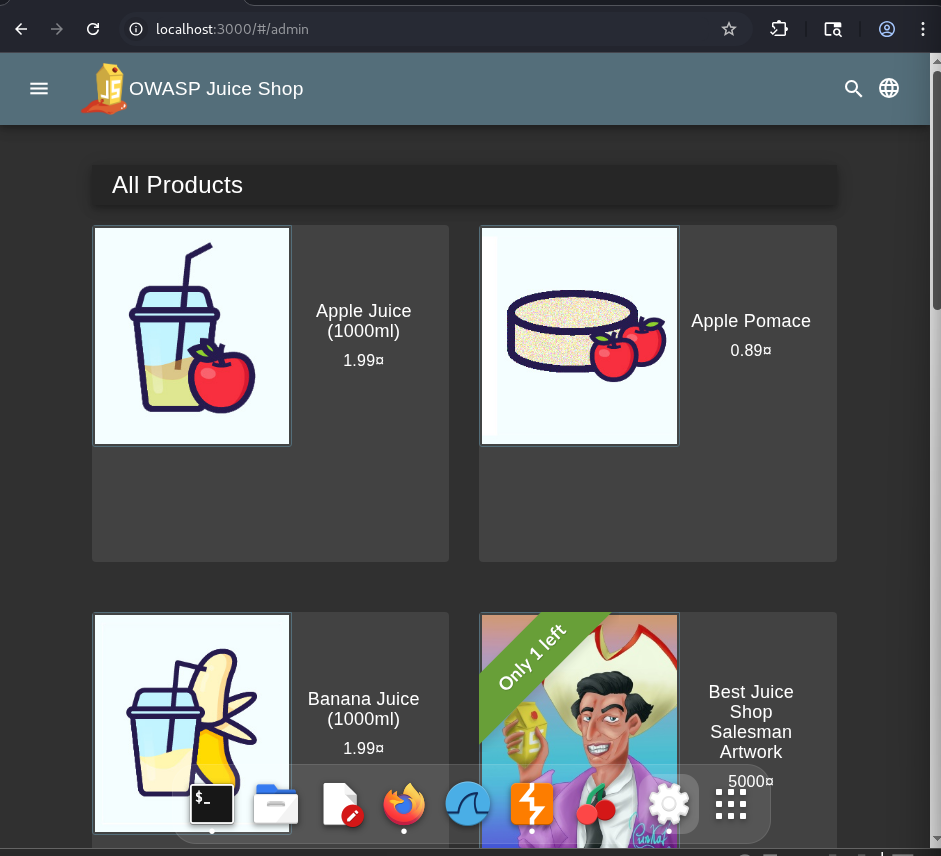 localhost:3000/#/admin
OWASP Juice Shop
All Products
Apple Juice
(1000ml)
1.99¤
Apple Pomace
0.89¤
Banana Juice
(1000ml)
1.99¤
Only 1 left
Best Juice
Shop
Salesman
Artwork
5000¤
$_